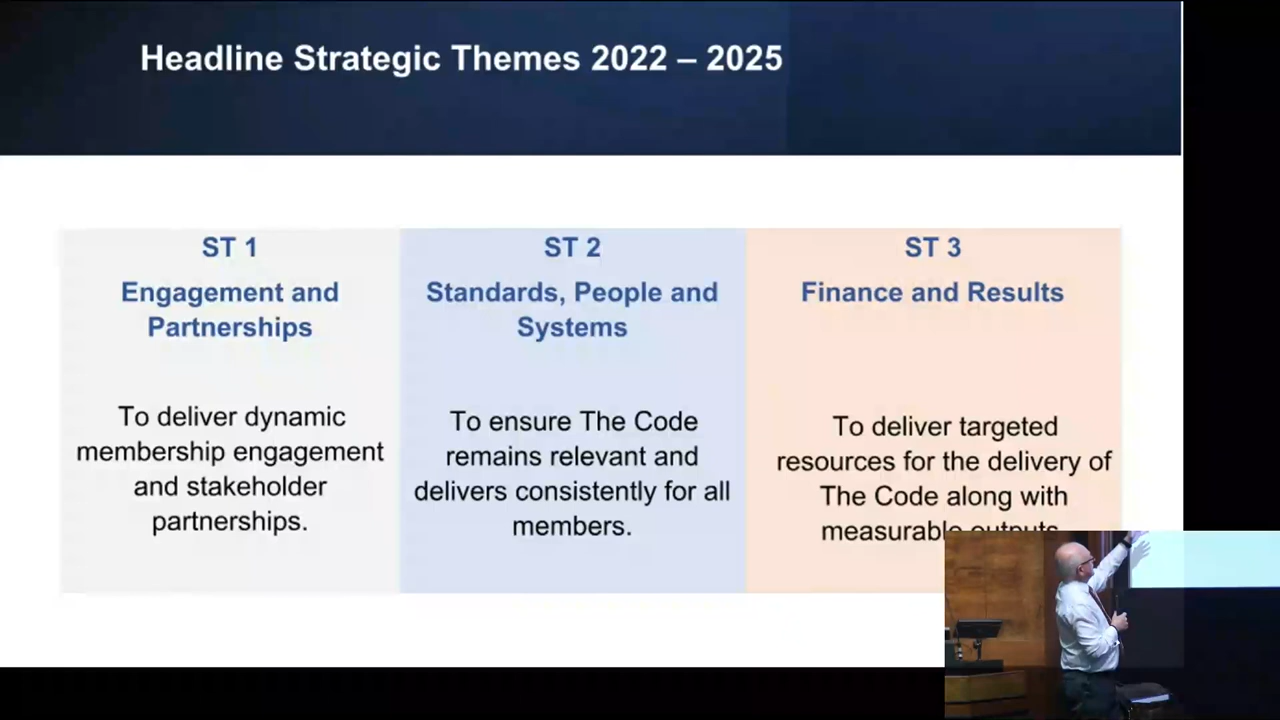 Headline Strategic Themes 2022 – 2025
ST 1
Engagement and
Partnerships
To deliver dynamic
membership engagement
and stakeholder
partnerships.
ST 2
Standards, People and
Systems
To ensure The Code
remains relevant and
delivers consistently for all
members.
ST 3
Finance and Results
To deliver targeted
resources for the delivery of
The Code along with
measurable outputs